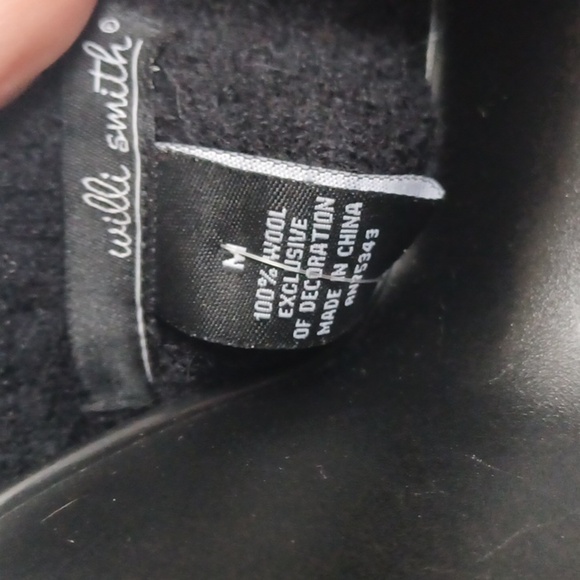 willi smith©
M
100% WOOL
EXCLUSIVE
OF DECORATION
MADE IN CHINA